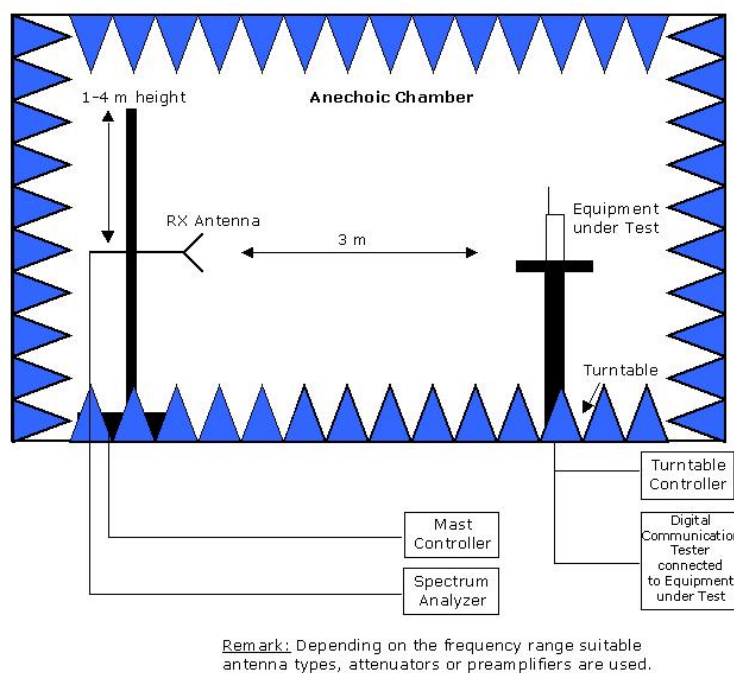 1-4 m height
Anechoic Chamber
RX Antenna
3 m
Equipment
under Test
Turntable
Turntable
Controller
Mast
Controller
Digital
Communication
Tester
connected
to Equipment
under Test
Spectrum
Analyzer
Remark: Depending on the frequency range suitable
antenna types, attenuators or preamplifiers are used.